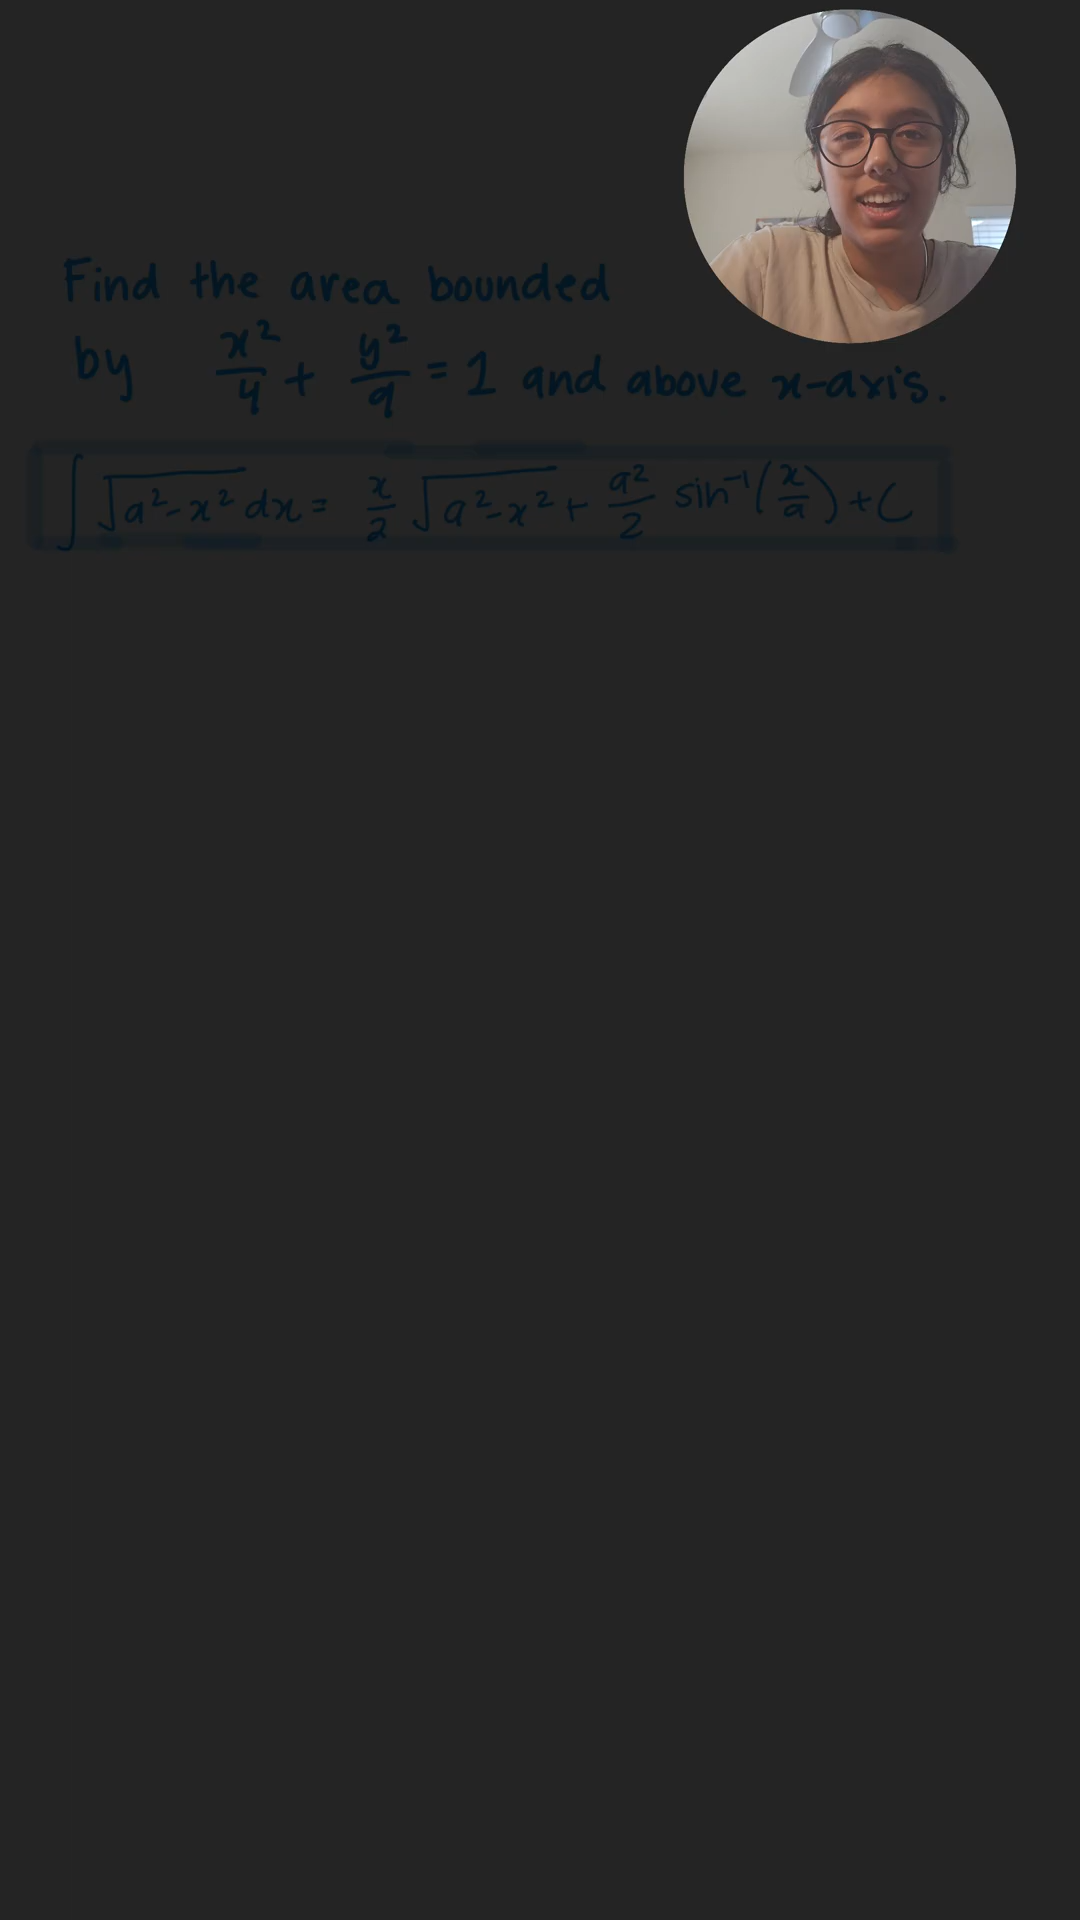 Find the area bounded
by x²/4 + y²/9 = 1 and above x-axis.
∫ √(a²-x²) dx = x/2 √(a²-x²) + a²/2 sin⁻¹(x/a) + C